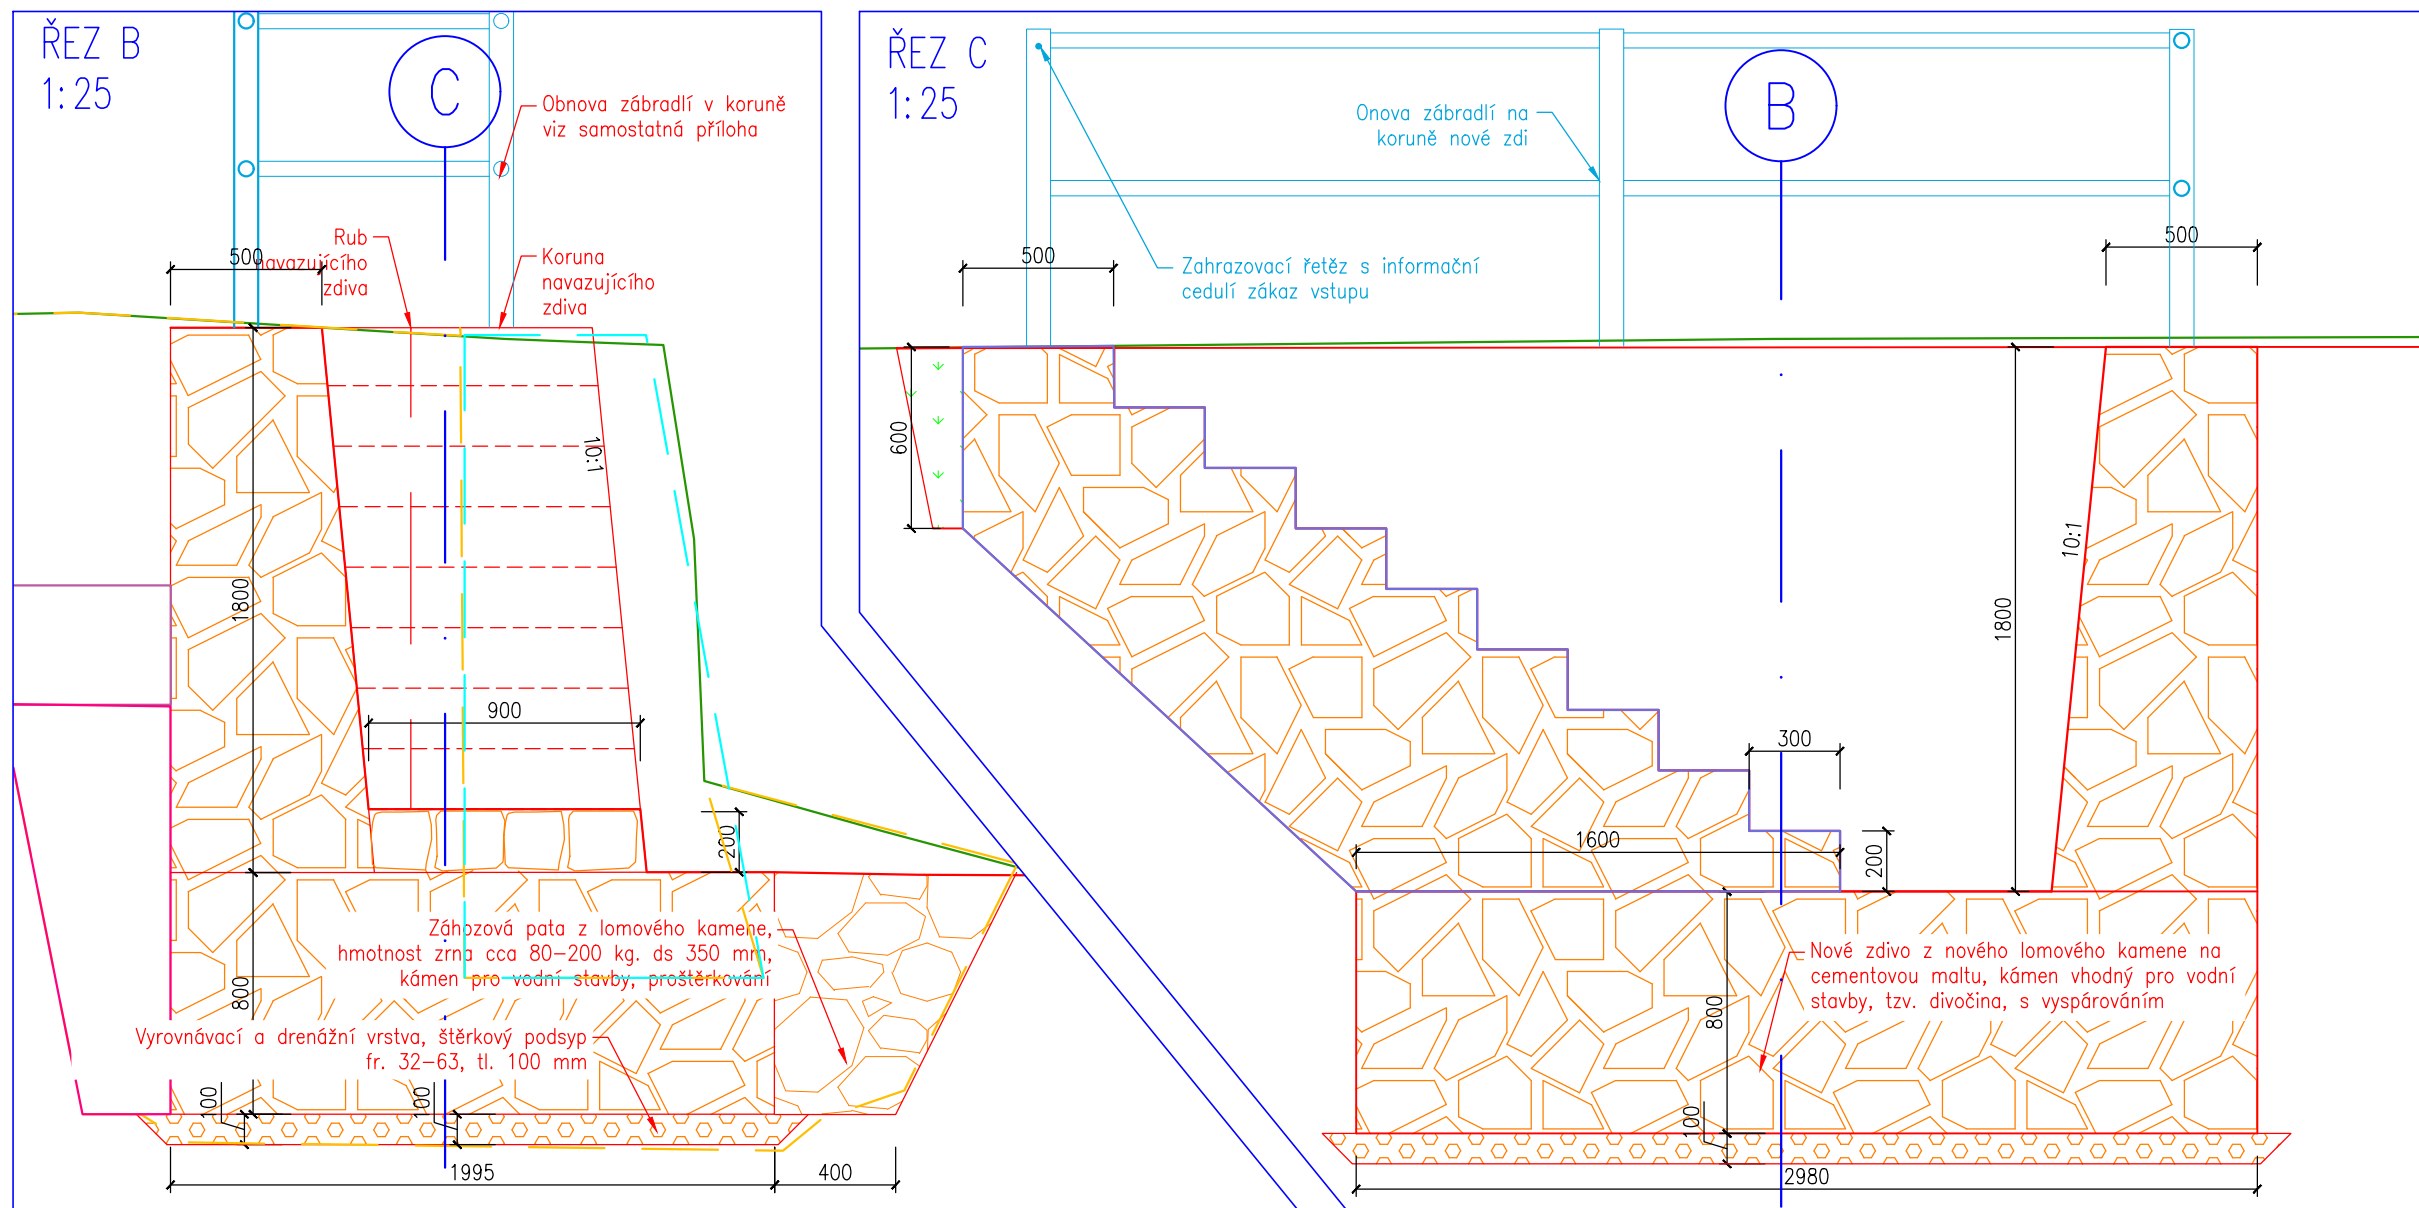 ŘEZ B
1:25
C
Obnova zábradlí v koruně
viz samostatná příloha
Rub
navazujícího
zdiva
500
Koruna
navazujícího
zdiva
10:1
1800
900
200
Záhozová pata z lomového kamene,
hmotnost zrna cca 80-200 kg. ds 350 mm,
kámen pro vodní stavby, proštěrkování
800
Vyrovnávací a drenážní vrstva, štěrkový podsyp
fr. 32-63, tl. 100 mm
100
100
1995
400
ŘEZ C
1:25
B
Onova zábradlí na
koruně nové zdi
Zahrazovací řetěz s informační
cedulí zákaz vstupu
500
500
600
10:1
1800
300
1600
200
Nové zdivo z nového lomového kamene na
cementovou maltu, kámen vhodný pro vodní
stavby, tzv. divočina, s vyspárováním
800
100
2980